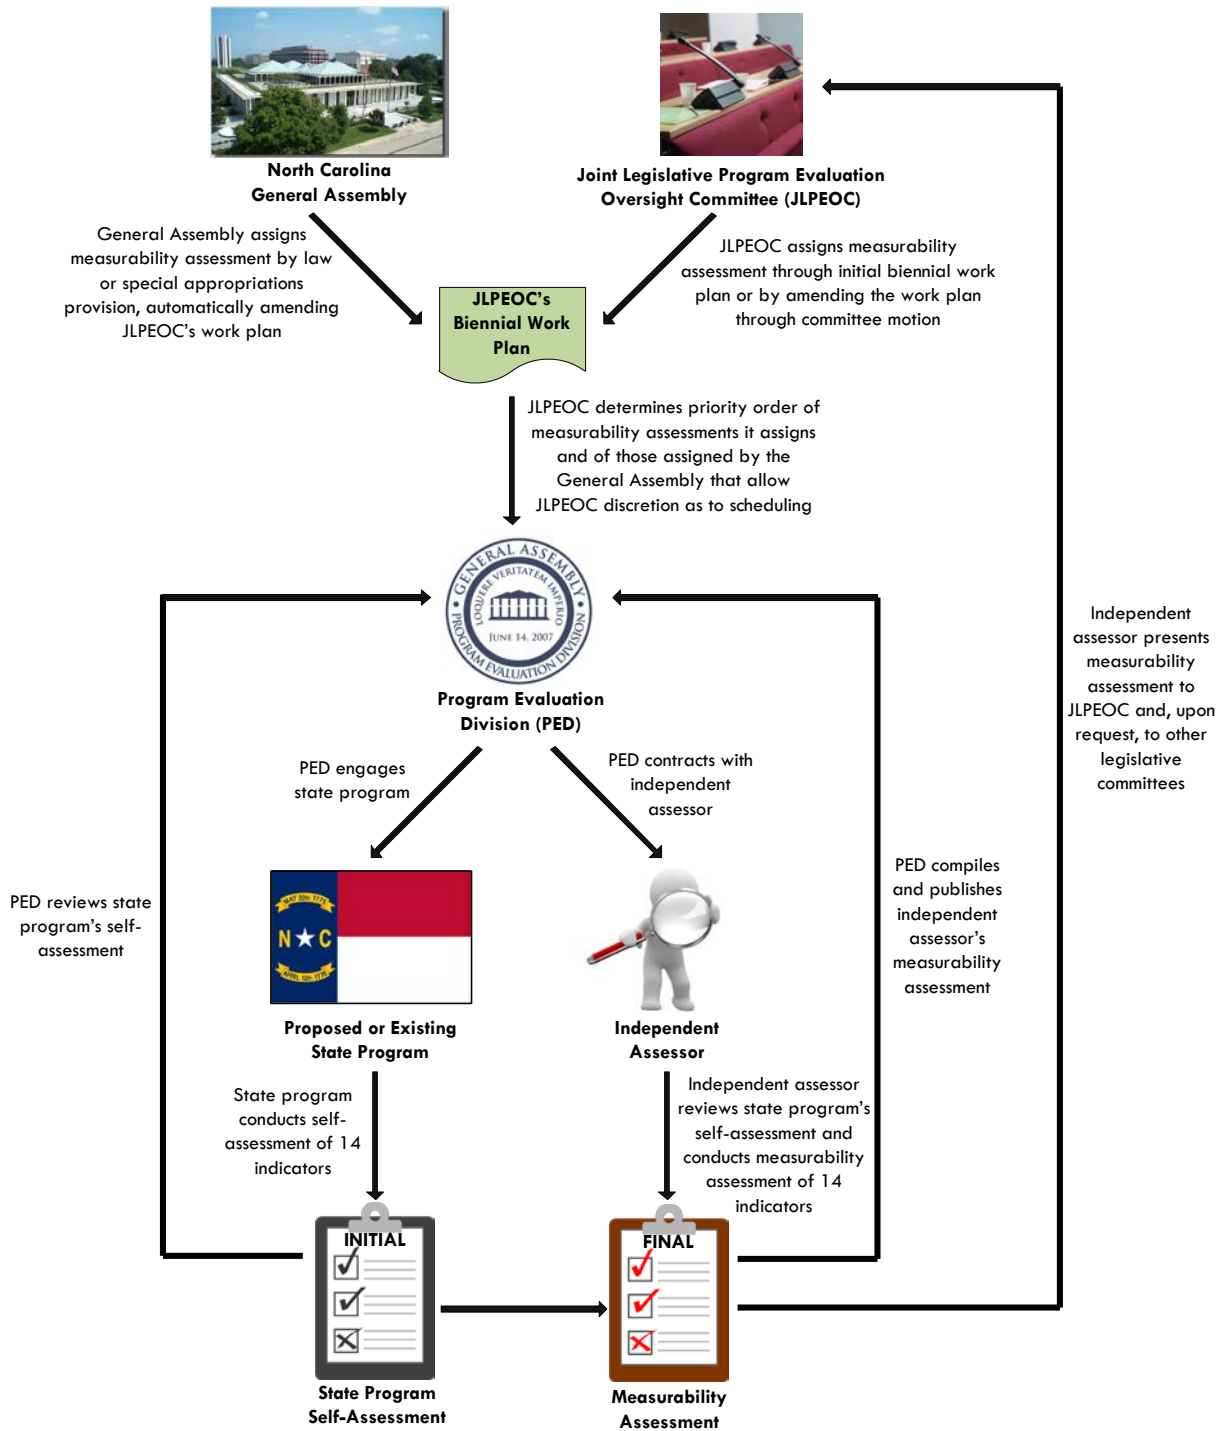 North Carolina
General Assembly
Joint Legislative Program Evaluation
Oversight Committee (JLPEOC)
General Assembly assigns
measurability assessment by law
or special appropriations
provision, automatically amending
JLPEOC's work plan
JLPEOC assigns measurability
assessment through initial biennial work
plan or by amending the work plan
through committee motion
JLPEOC's
Biennial Work
Plan
JLPEOC determines priority order of
measurability assessments it assigns
and of those assigned by the
General Assembly that allow
JLPEOC discretion as to scheduling
GENERAL ASSEMBLY
LOQUERE VERITATEM IMPERIO
JUNE 14, 2007
PROGRAM EVALUATION DIVISION
Program Evaluation
Division (PED)
Independent
assessor presents
measurability
assessment to
JLPEOC and, upon
request, to other
legislative
committees
PED engages
state program
PED contracts with
independent
assessor
PED reviews state
program's self-
assessment
MAY 20th 1775
N C
APRIL 12th 1776
PED compiles
and publishes
independent
assessor's
measurability
assessment
Proposed or Existing
State Program
Independent
Assessor
State program
conducts self-
assessment of 14
indicators
Independent assessor
reviews state program's
self-assessment and
conducts measurability
assessment of 14
indicators
INITIAL
FINAL
State Program
Self-Assessment
Measurability
Assessment